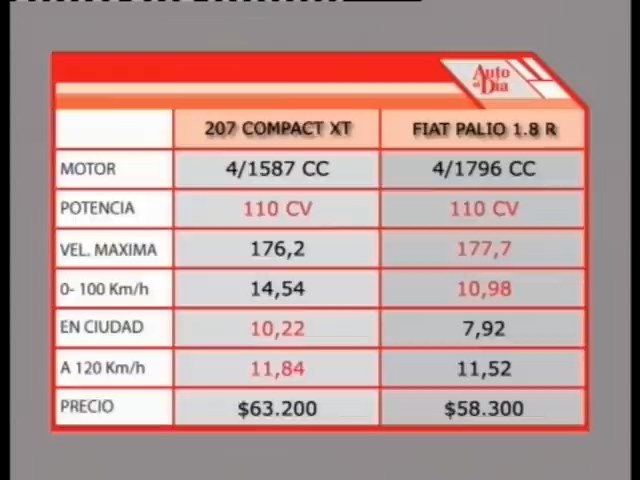 Auto
al Dia
207 COMPACT XT FIAT PALIO 1.8 R
MOTOR 4/1587 CC 4/1796 CC
POTENCIA 110 CV 110 CV
VEL. MAXIMA 176,2 177,7
0- 100 Km/h 14,54 10,98
EN CIUDAD 10,22 7,92
A 120 Km/h 11,84 11,52
PRECIO $63.200 $58.300